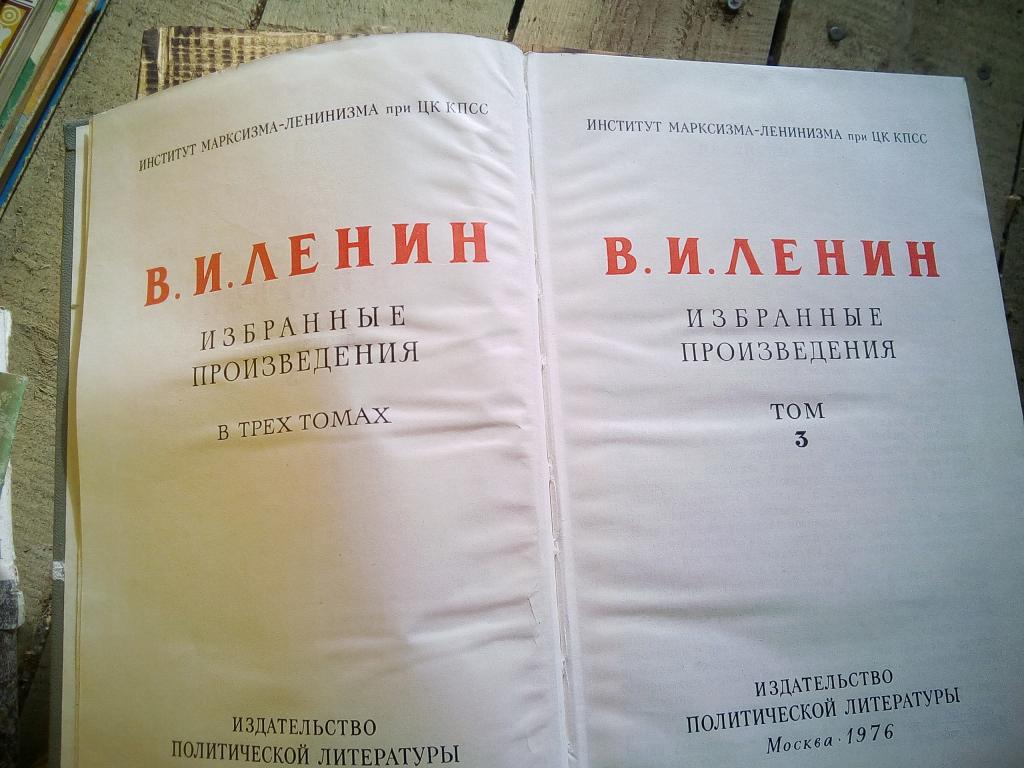 ИНСТИТУТ МАРКСИЗМА-ЛЕНИНИЗМА при ЦК КПСС
В. И. ЛЕНИН
ИЗБРАННЫЕ
ПРОИЗВЕДЕНИЯ
В ТРЕХ ТОМАХ
ИЗДАТЕЛЬСТВО
ПОЛИТИЧЕСКОЙ ЛИТЕРАТУРЫ
ИНСТИТУТ МАРКСИЗМА-ЛЕНИНИЗМА при ЦК КПСС
В. И. ЛЕНИН
ИЗБРАННЫЕ
ПРОИЗВЕДЕНИЯ
ТОМ
3
ИЗДАТЕЛЬСТВО
ПОЛИТИЧЕСКОЙ ЛИТЕРАТУРЫ
Москва · 1976